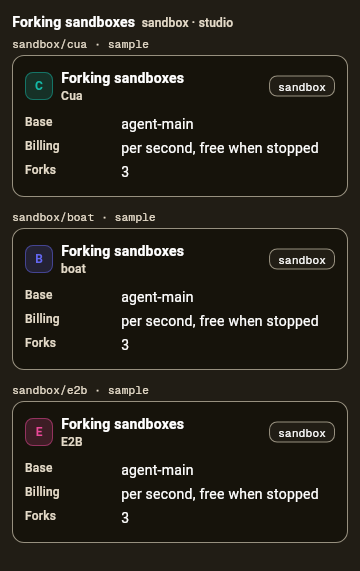 Forking sandboxes sandbox · studio
sandbox/cua · sample
C
Forking sandboxes
Cua
sandbox
Base agent-main
Billing per second, free when stopped
Forks 3
sandbox/boat · sample
B
Forking sandboxes
boat
sandbox
Base agent-main
Billing per second, free when stopped
Forks 3
sandbox/e2b · sample
E
Forking sandboxes
E2B
sandbox
Base agent-main
Billing per second, free when stopped
Forks 3